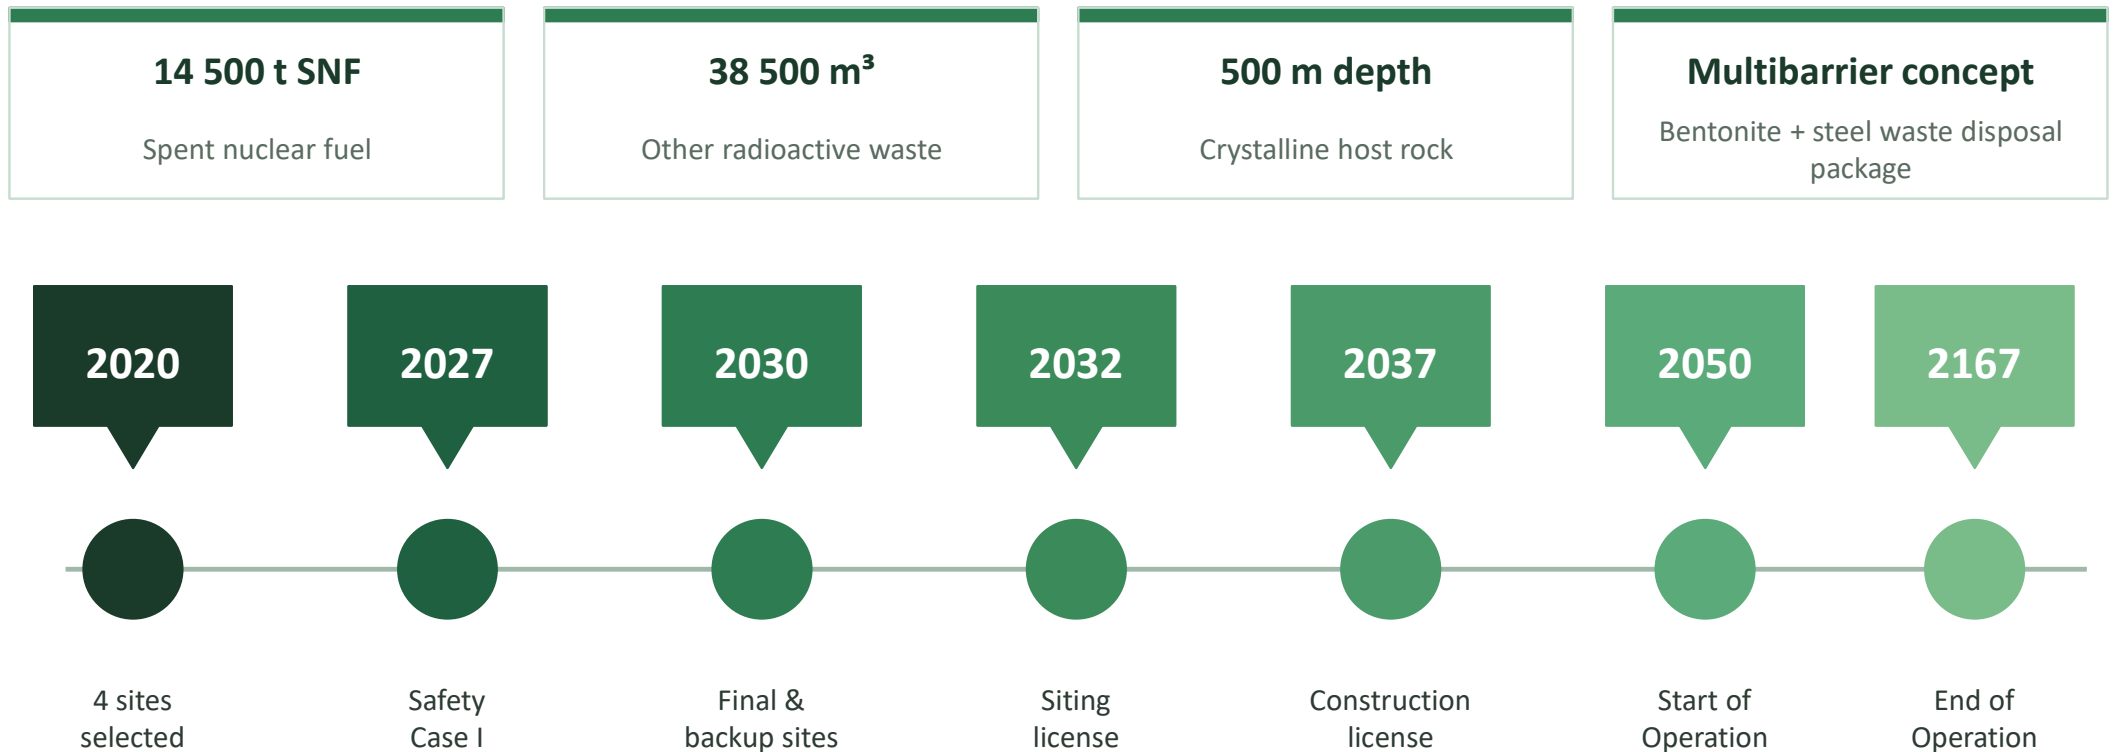 14 500 t SNF
Spent nuclear fuel
38 500 m³
Other radioactive waste
500 m depth
Crystalline host rock
Multibarrier concept
Bentonite + steel waste disposal
package
2020
2027
2030
2032
2037
2050
2167
4 sites
selected
Safety
Case I
Final &
backup sites
Siting
license
Construction
license
Start of
Operation
End of
Operation